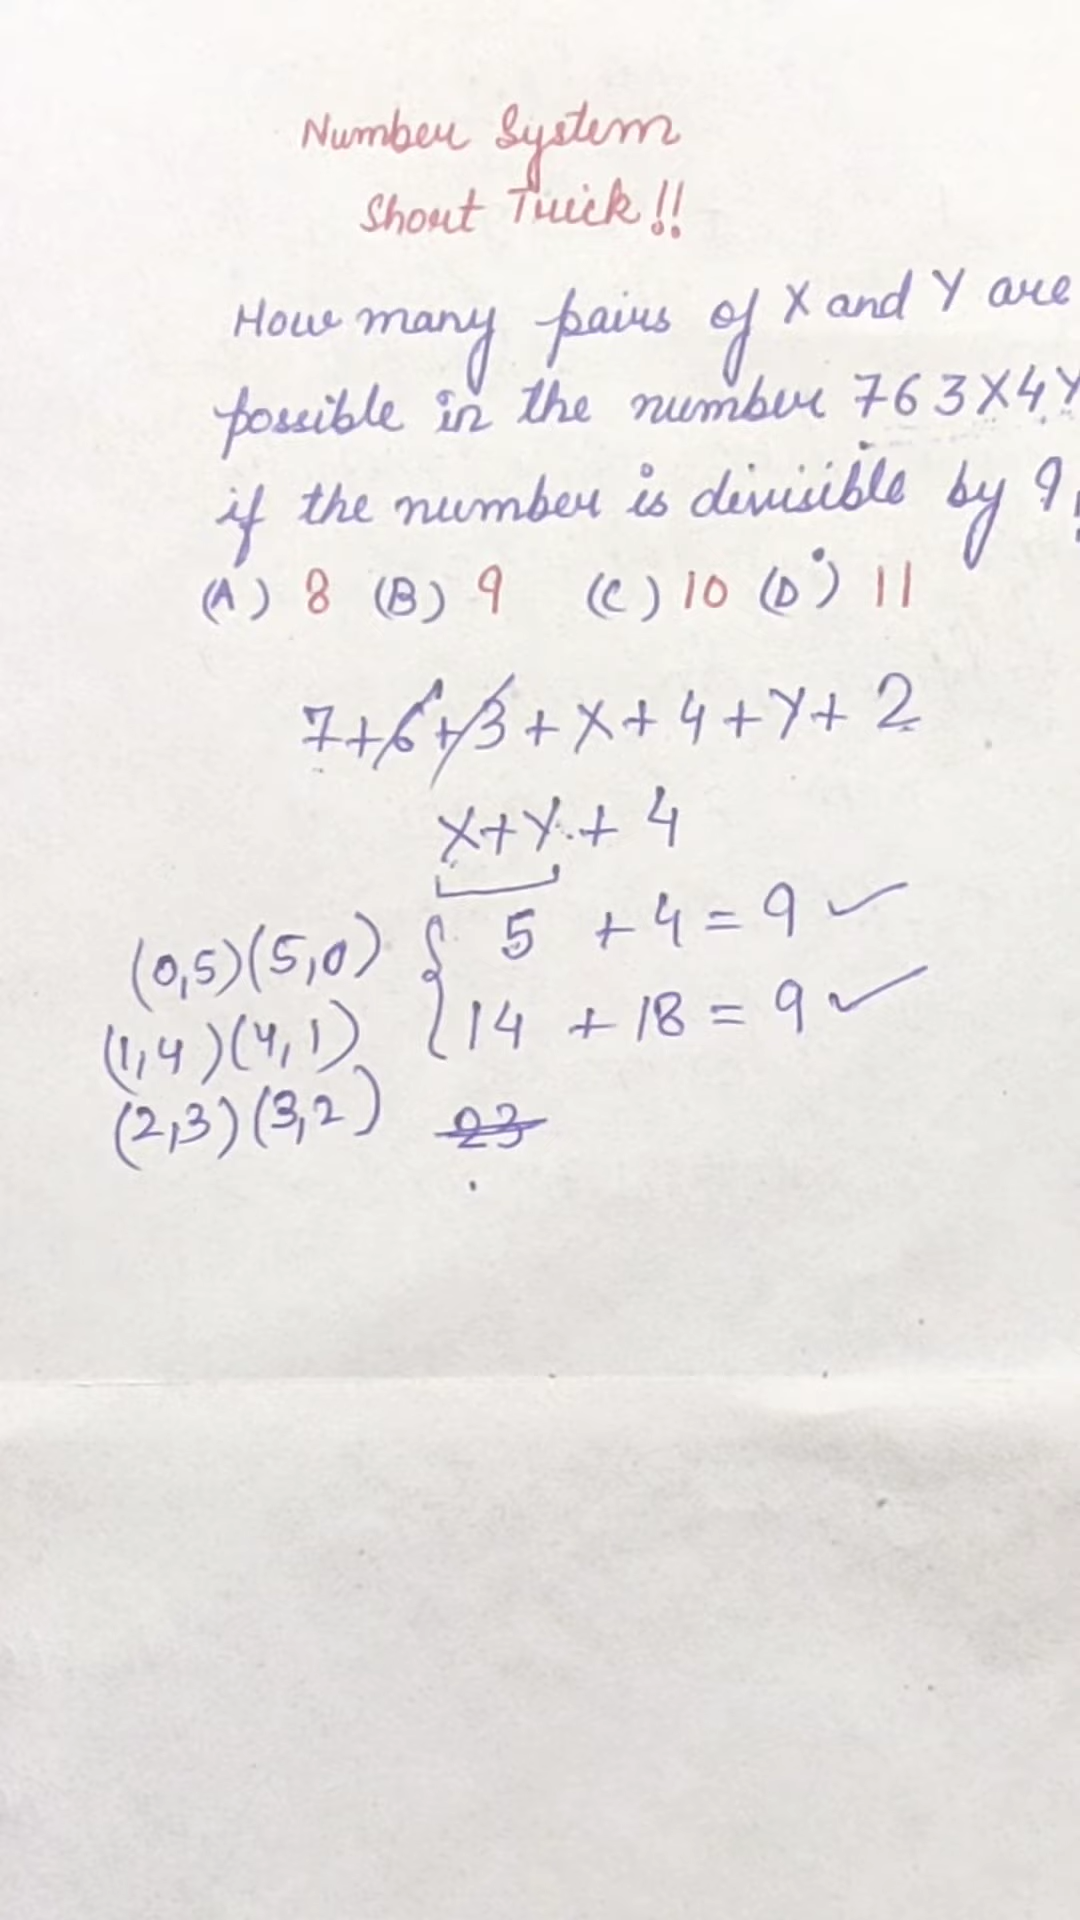 Number System
Short Trick!!
How many pairs of X and Y are
possible in the number 763X4Y
if the number is divisible by 9
(A) 8 (B) 9 (C) 10 (D) 11
7+6+3+X+4+Y+2
X+Y+4
(0,5)(5,0) { 5 +4=9 ✓
(1,4)(4,1) 14 +18=9 ✓
(2,3)(3,2) 23